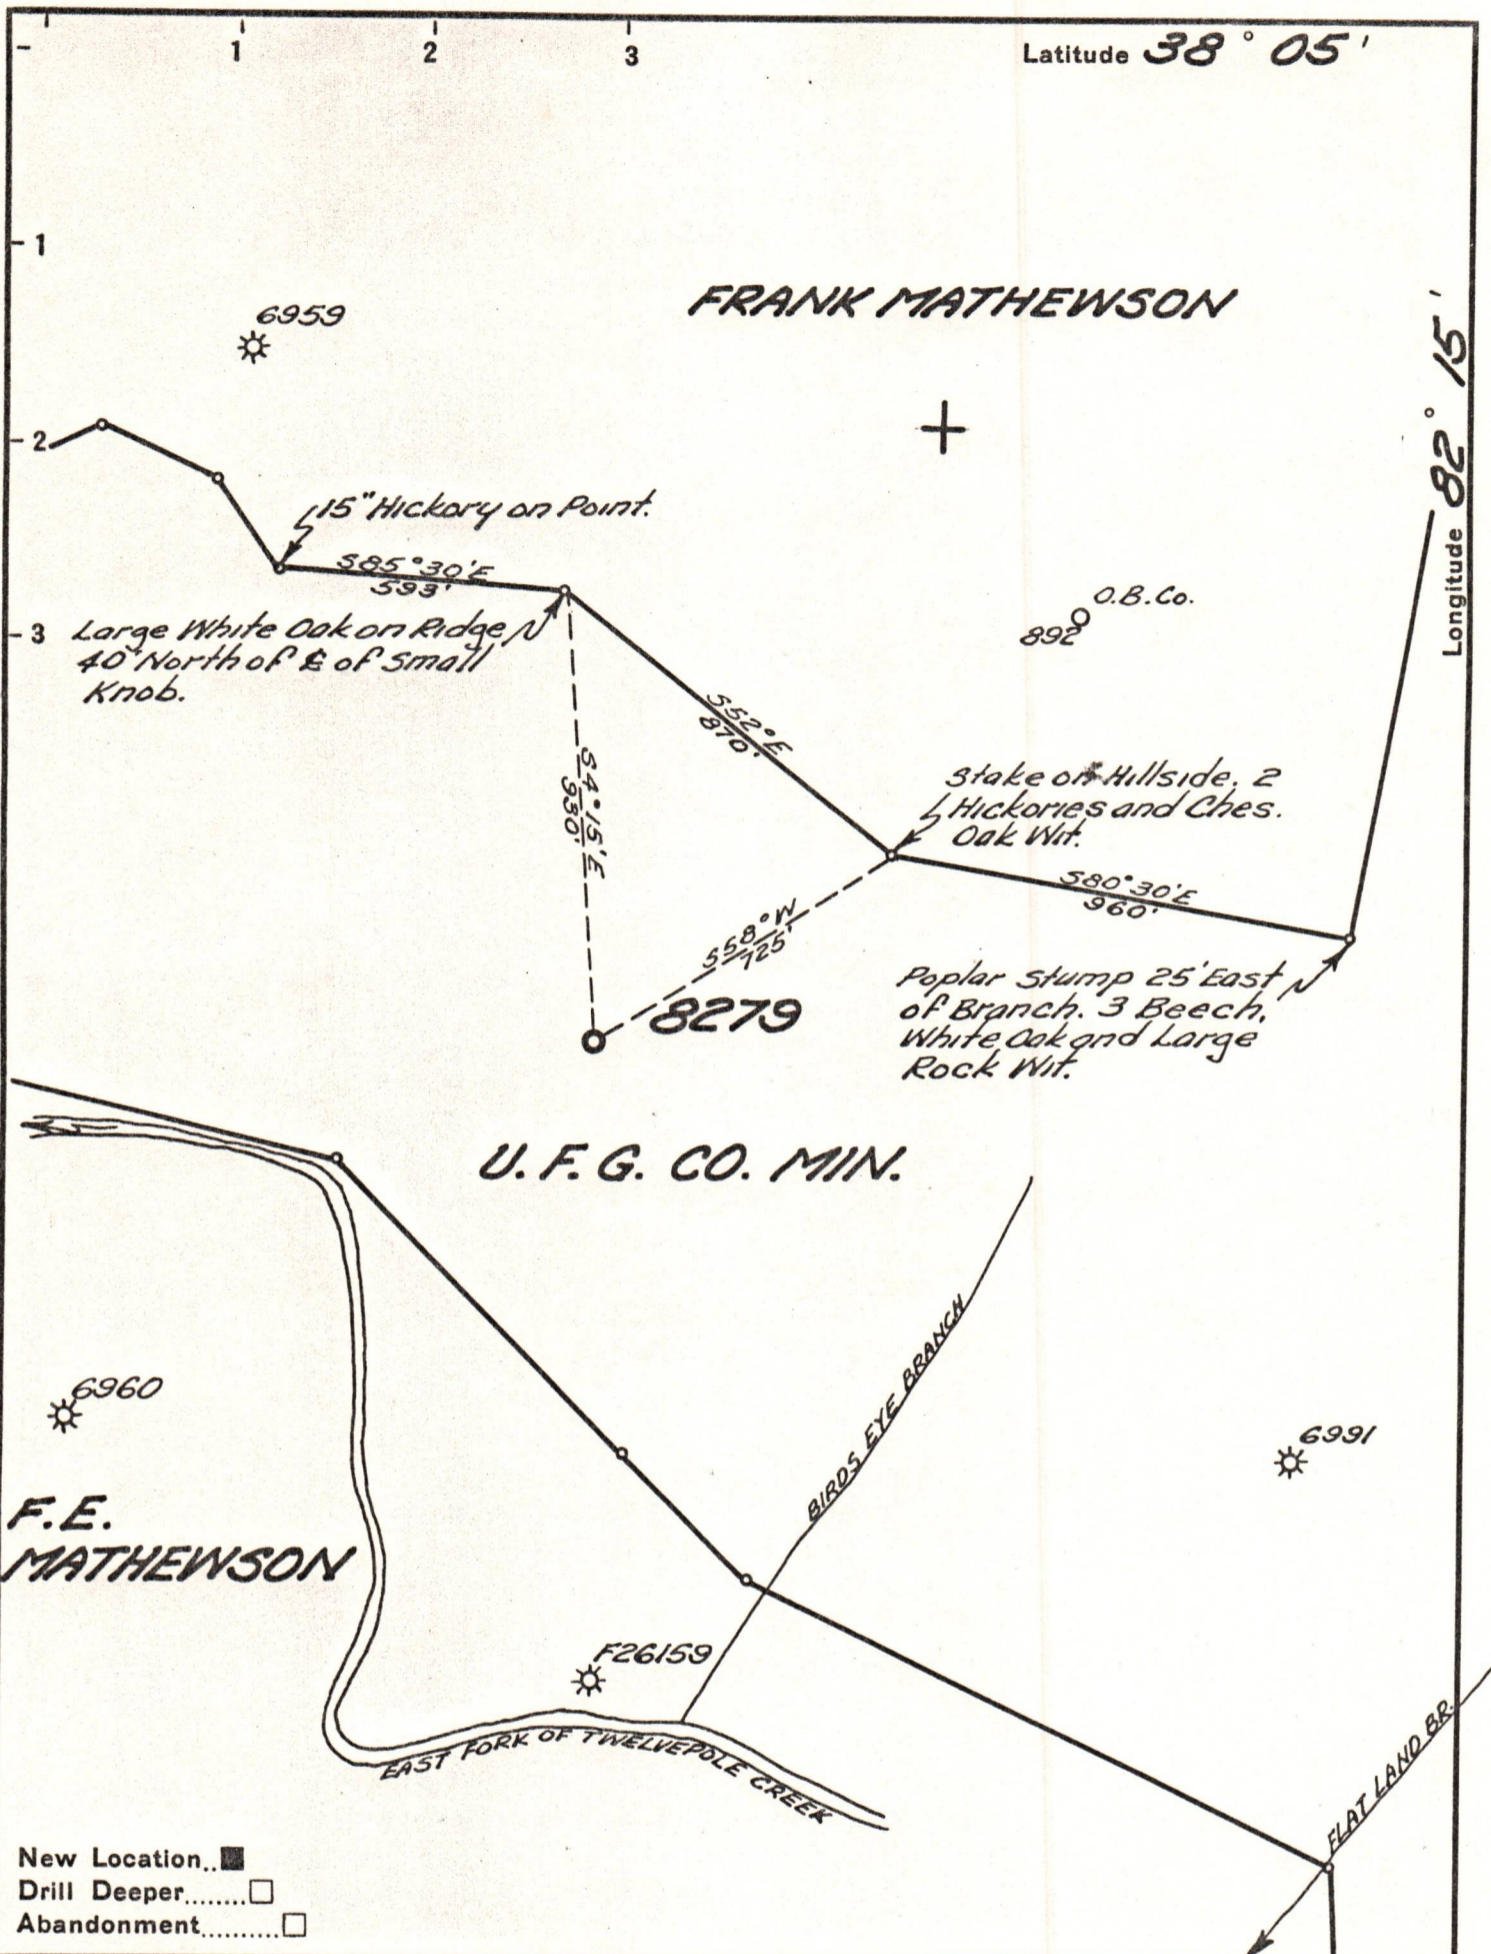 1 2 3
Latitude 38° 05'
1
2
3
FRANK MATHEWSON
6959
Longitude 82° 15'
15" Hickory on Point.
S85°30'E
593'
O.B.Co.
892
Large White Oak on Ridge
40' North of ℄ of Small
Knob.
S52°E
870'
S4°15'E
930'
Stake on Hillside. 2
Hickories and Ches.
Oak Wit.
S80°30'E
960'
S58°W
725'
8279
Poplar Stump 25' East
of Branch. 3 Beech,
White Oak and Large
Rock Wit.
U. F. G. CO. MIN.
BIRDS EYE BRANCH
6960
6991
F.E.
MATHEWSON
F26159
EAST FORK OF TWELVEPOLE CREEK
FLAT LAND BR.
New Location..■
Drill Deeper........□
Abandonment..........□